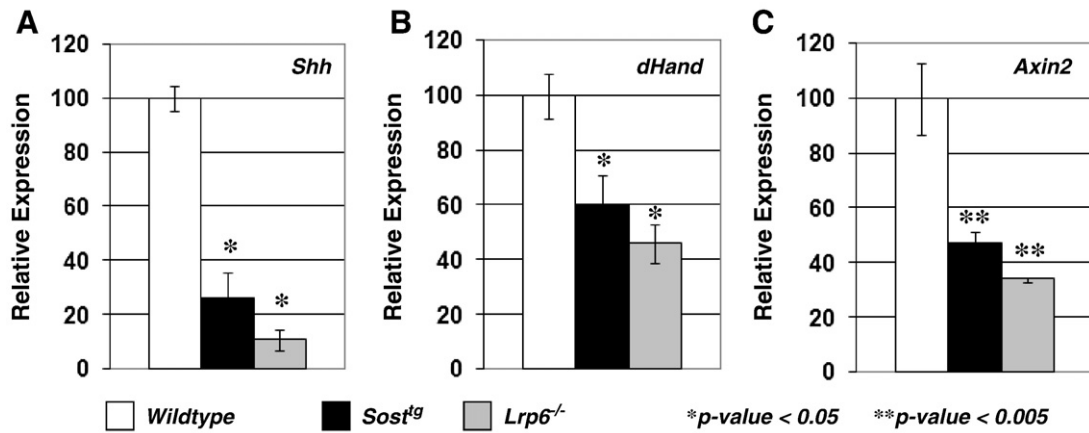 A
Shh
Relative Expression
120
100
80
60
40
20
0
*
*
B
dHand
Relative Expression
120
100
80
60
40
20
0
*
*
C
Axin2
Relative Expression
120
100
80
60
40
20
0
**
**
Wildtype Sost^tg Lrp6^-/- *p-value < 0.05 **p-value < 0.005